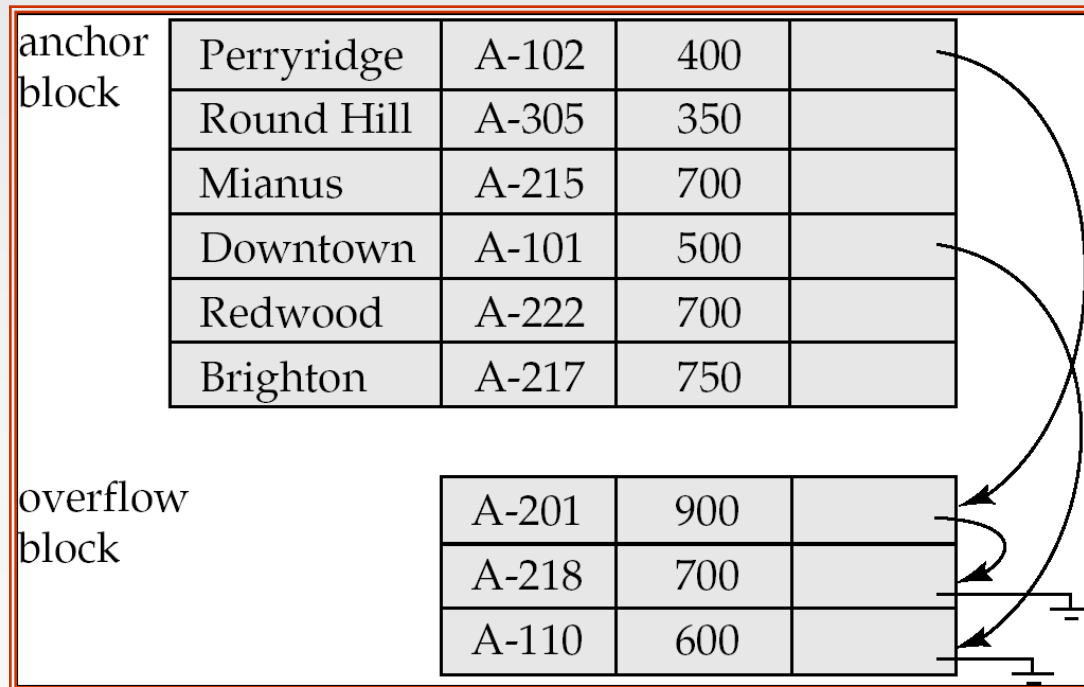 anchor
block
Perryridge A-102 400
Round Hill A-305 350
Mianus A-215 700
Downtown A-101 500
Redwood A-222 700
Brighton A-217 750
overflow
block
A-201 900
A-218 700
A-110 600